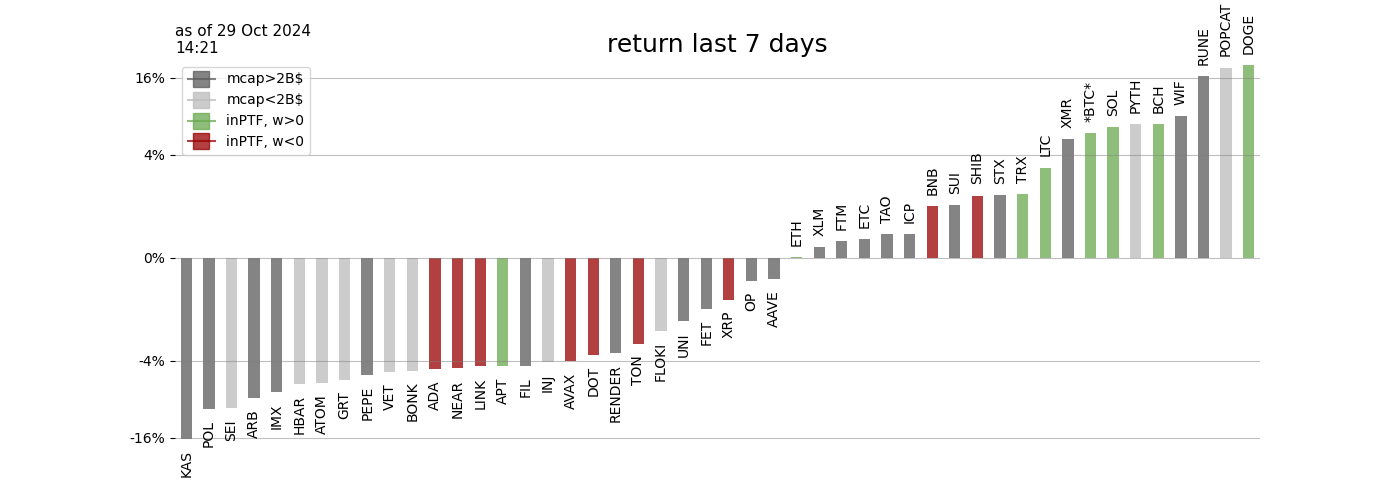 as of 29 Oct 2024
14:21
return last 7 days
mcap>2B$
mcap<2B$
inPTF, w>0
inPTF, w<0
16%
4%
0%
-4%
-16%
KAS
POL
SEI
ARB
IMX
HBAR
ATOM
GRT
PEPE
VET
BONK
ADA
NEAR
LINK
APT
FIL
INJ
AVAX
DOT
RENDER
TON
FLOKI
UNI
FET
XRP
OP
AAVE
ETH
XLM
FTM
ETC
TAO
ICP
BNB
SUI
SHIB
STX
TRX
LTC
XMR
*BTC*
SOL
PYTH
BCH
WIF
RUNE
POPCAT
DOGE